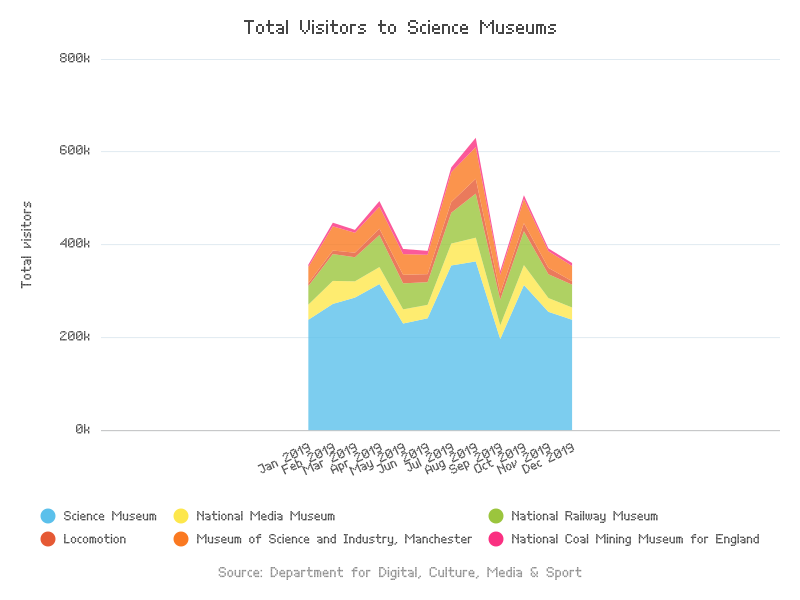 Total Visitors to Science Museums
800k
600k
400k
200k
0k
Total visitors
Jan 2019
Feb 2019
Mar 2019
Apr 2019
May 2019
Jun 2019
Jul 2019
Aug 2019
Sep 2019
Oct 2019
Nov 2019
Dec 2019
Science Museum
National Media Museum
National Railway Museum
Locomotion
Museum of Science and Industry, Manchester
National Coal Mining Museum for England
Source: Department for Digital, Culture, Media & Sport